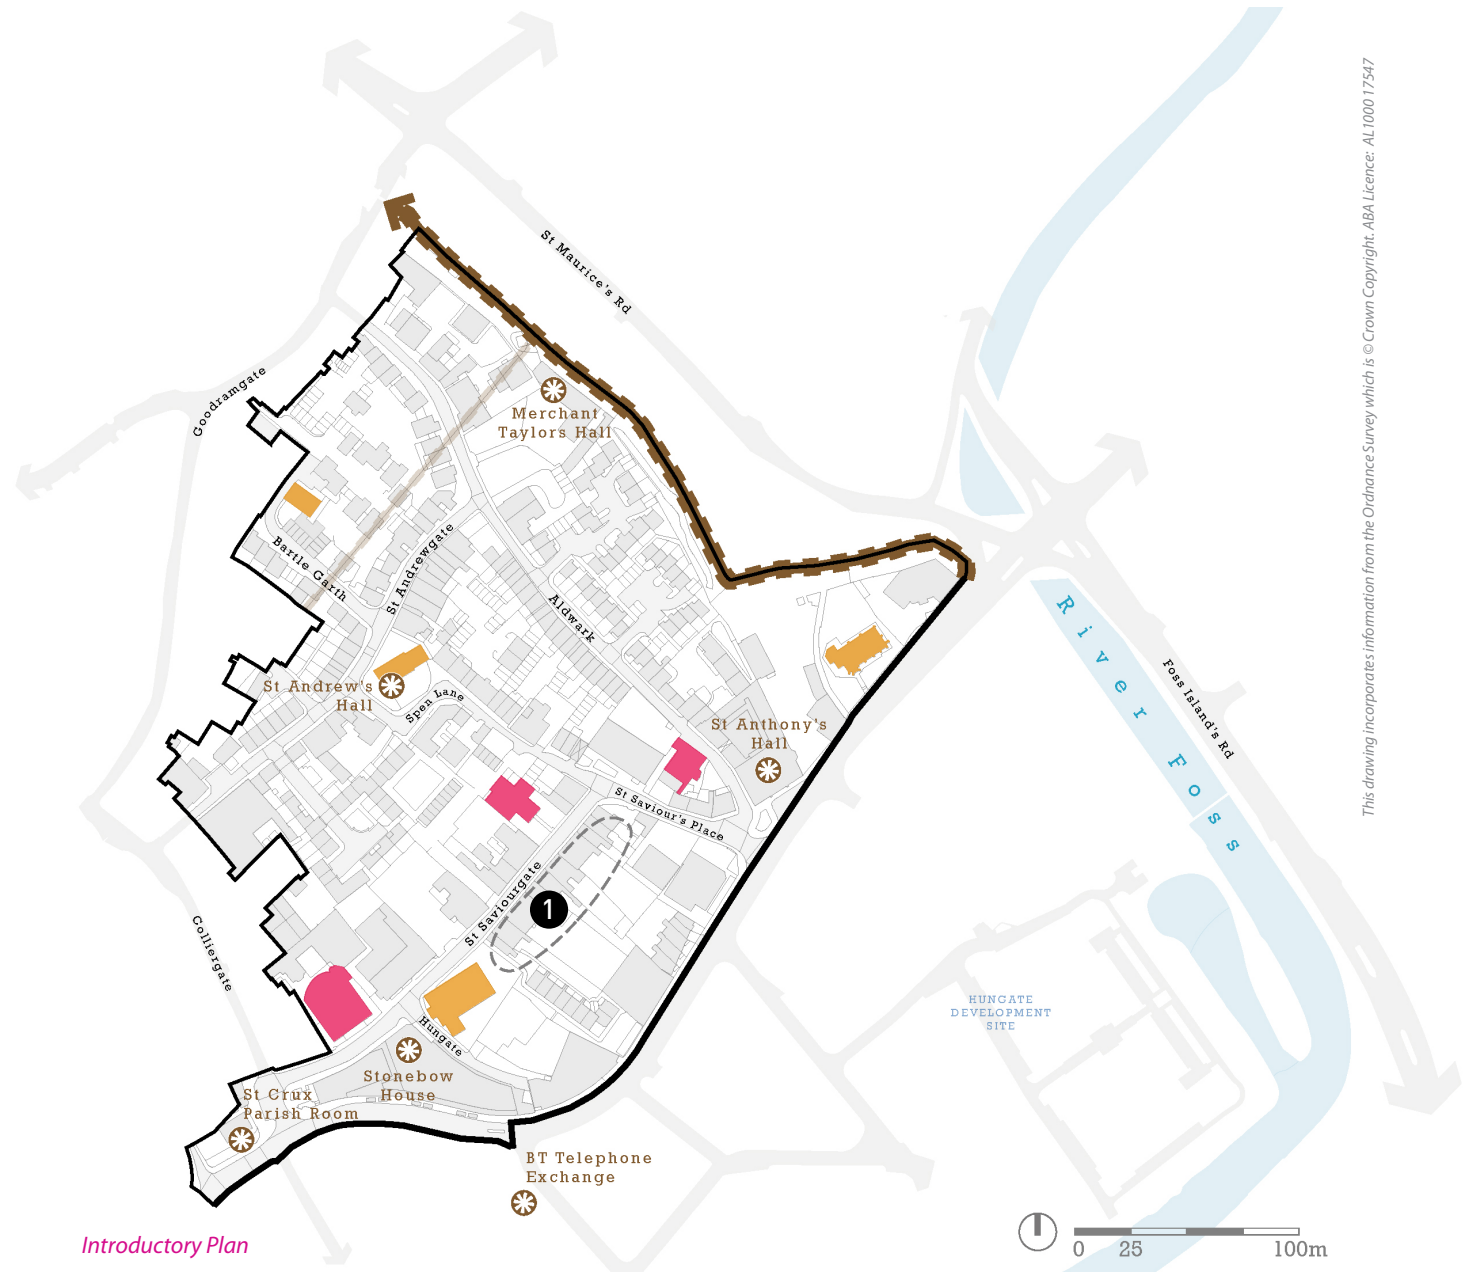 This drawing incorporates information from the Ordnance Survey which is © Crown Copyright. ABA Licence: AL1000 17547
St Maurice's Rd
Goodramgate
Merchant
Taylors Hall
Bartle Garth
St Andrewgate
Aldwark
River Foss
Foss Island's Rd
St Andrew's
Hall
Spen Lane
St Anthony's
Hall
St Saviour's Place
St Saviourgate
1
Colliergate
HUNGATE
DEVELOPMENT
SITE
Hungate
Stonebow
House
St Crux
Parish Room
BT Telephone
Exchange
Introductory Plan
0 25 100m